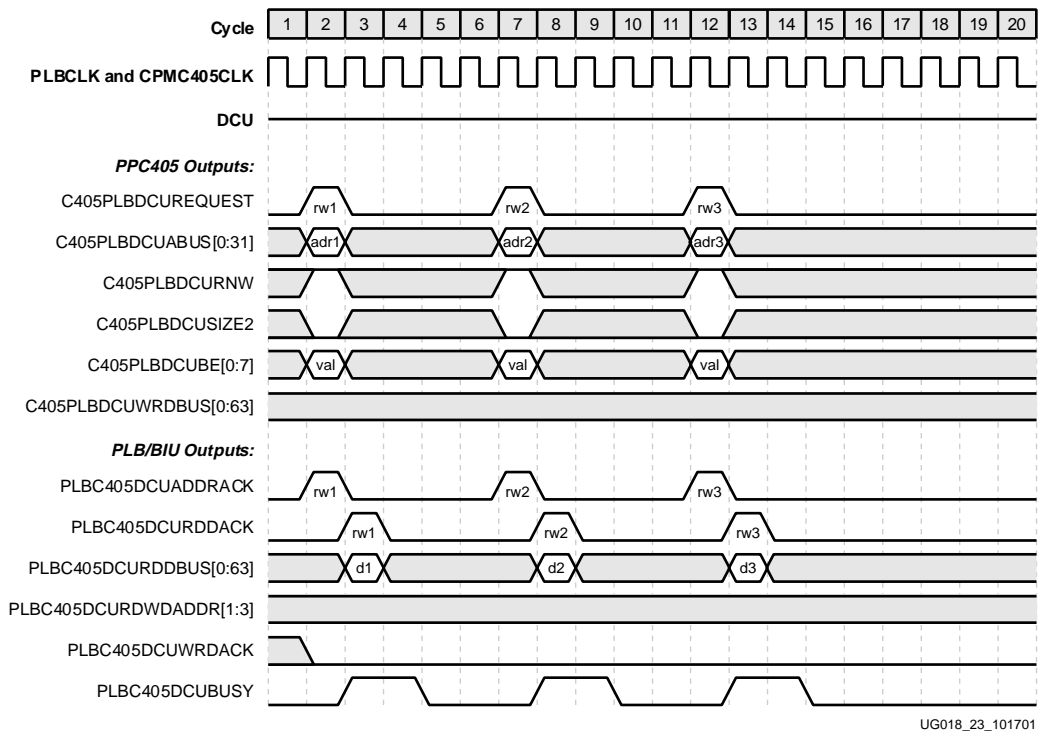 Cycle 1 2 3 4 5 6 7 8 9 10 11 12 13 14 15 16 17 18 19 20
PLBCLK and CPMC405CLK
DCU
PPC405 Outputs:
C405PLBDCUREQUEST rw1 rw2 rw3
C405PLBDCUABUS[0:31] adr1 adr2 adr3
C405PLBDCURNW
C405PLBDCUSIZE2
C405PLBDCUBE[0:7] val val val
C405PLBDCUWRDBUS[0:63]
PLB/BIU Outputs:
PLBC405DCUADDRACK rw1 rw2 rw3
PLBC405DCURDDACK rw1 rw2 rw3
PLBC405DCURDDBUS[0:63] d1 d2 d3
PLBC405DCURDWDADDR[1:3]
PLBC405DCUWRDACK
PLBC405DCUBUSY
UG018_23_101701